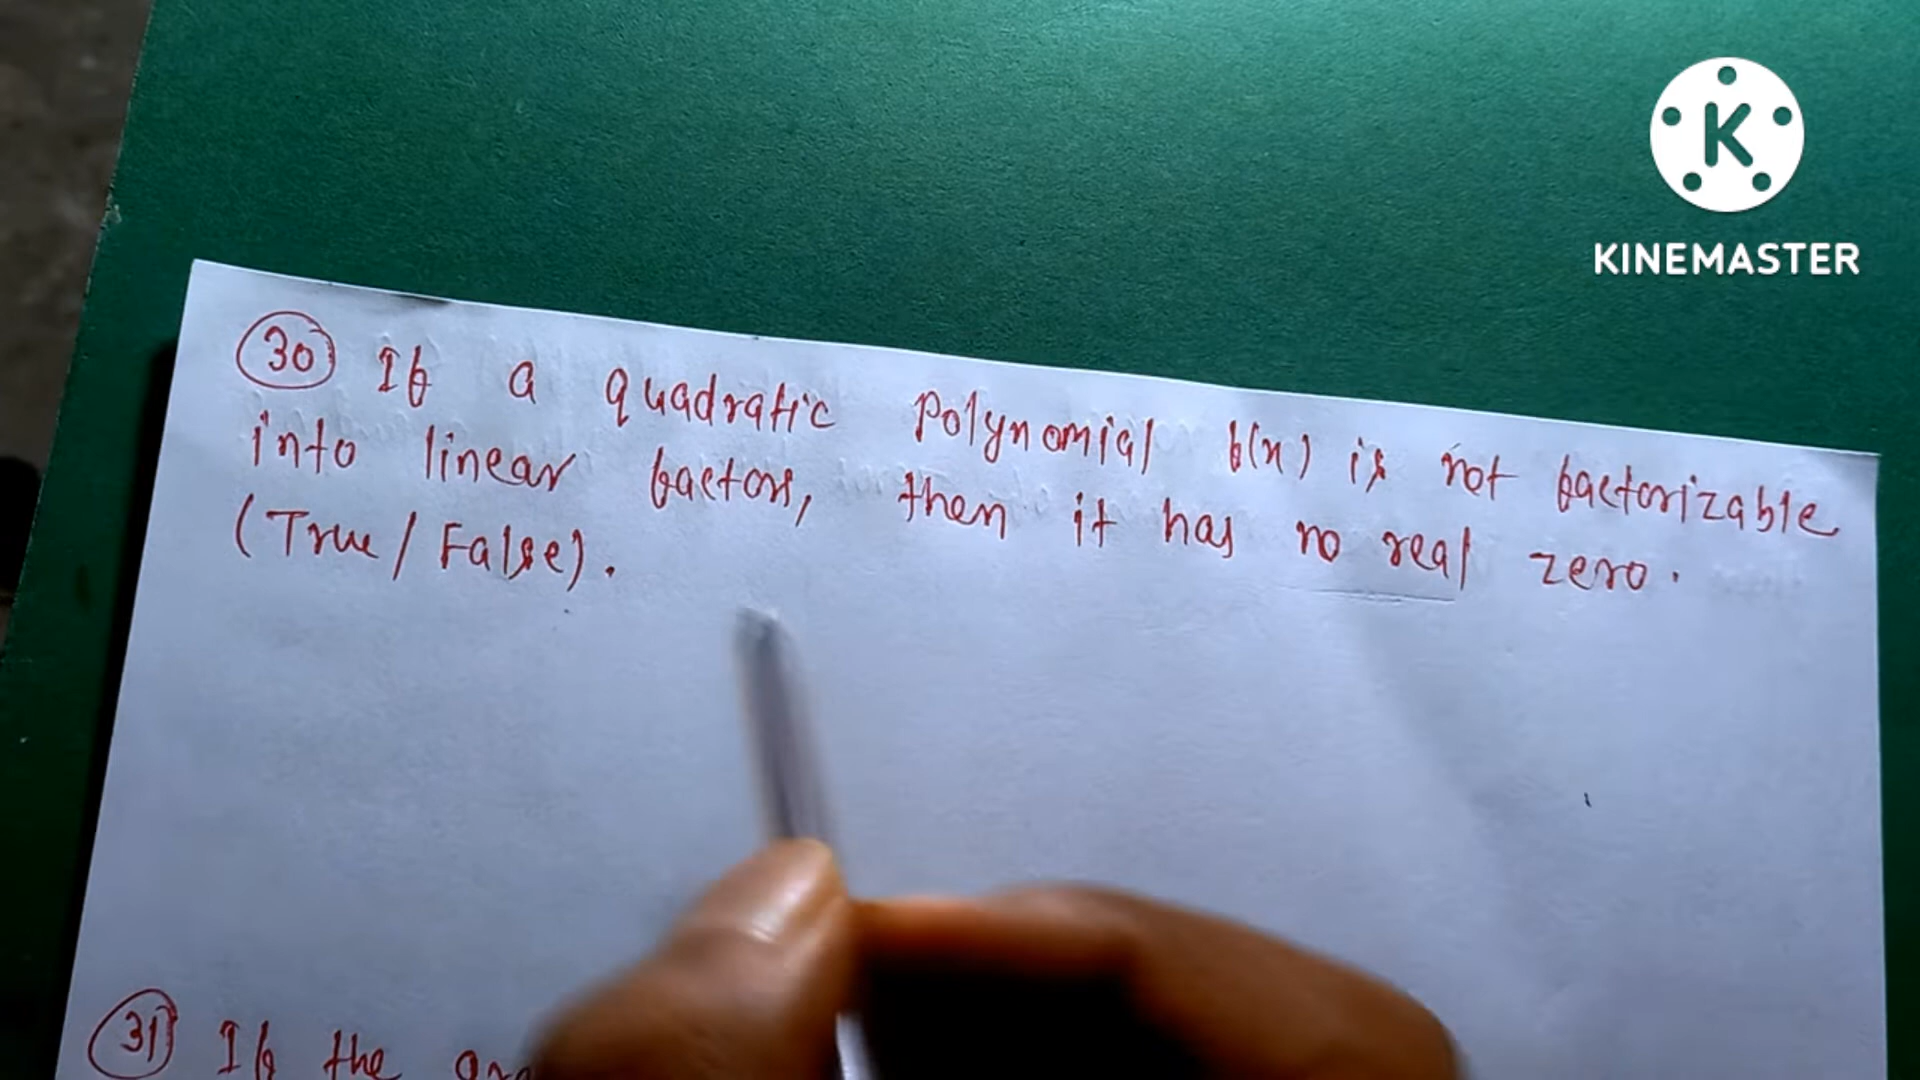 K
KINEMASTER
30 If a quadratic polynomial f(x) is not factorizable
into linear factors, then it has no real zero.
(True/False).
31 If the